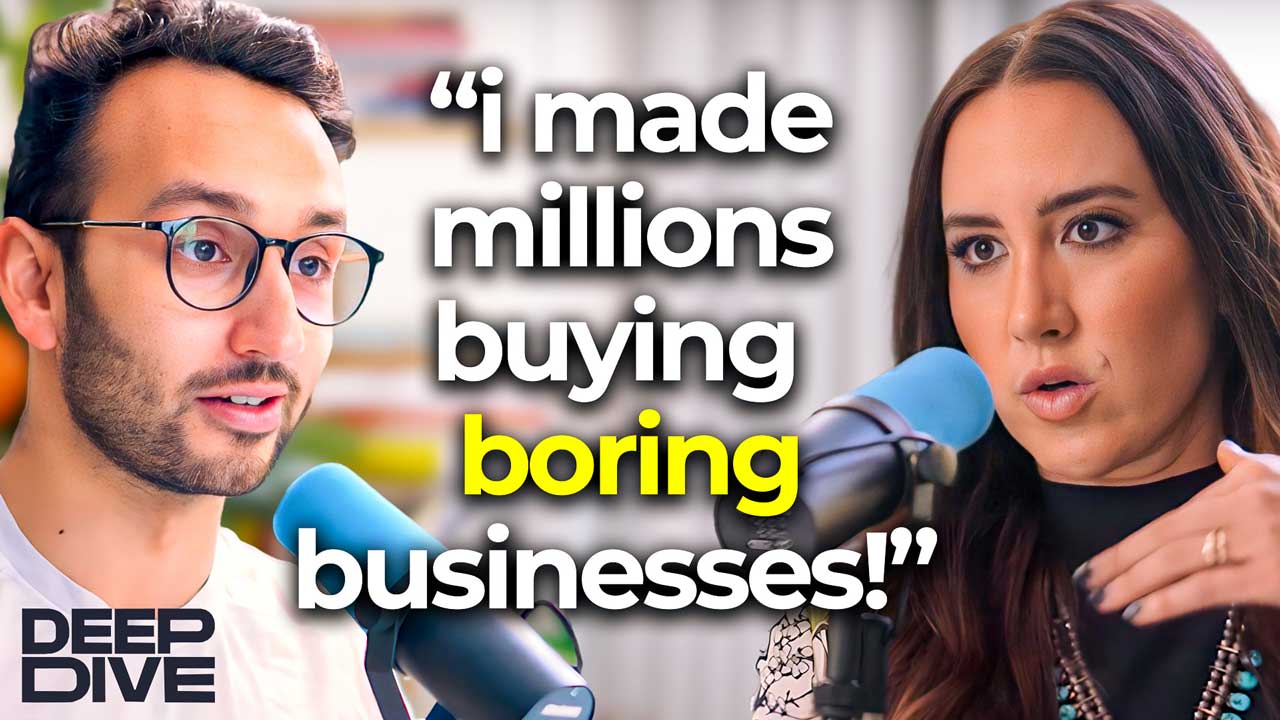 “i made
millions
buying
boring
businesses!”
DEEP
DIVE